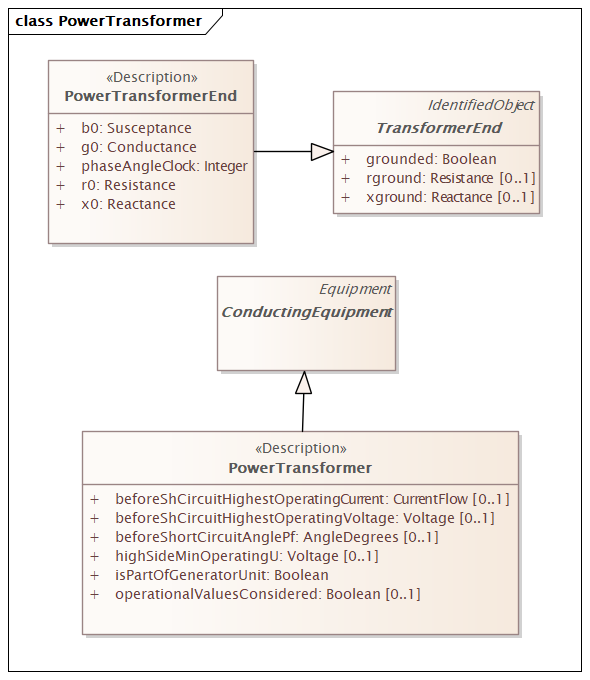 class PowerTransformer
«Description»
PowerTransformerEnd
+ b0: Susceptance
+ g0: Conductance
+ phaseAngleClock: Integer
+ r0: Resistance
+ x0: Reactance
IdentifiedObject
TransformerEnd
+ grounded: Boolean
+ rground: Resistance [0..1]
+ xground: Reactance [0..1]
Equipment
ConductingEquipment
«Description»
PowerTransformer
+ beforeShCircuitHighestOperatingCurrent: CurrentFlow [0..1]
+ beforeShCircuitHighestOperatingVoltage: Voltage [0..1]
+ beforeShortCircuitAnglePf: AngleDegrees [0..1]
+ highSideMinOperatingU: Voltage [0..1]
+ isPartOfGeneratorUnit: Boolean
+ operationalValuesConsidered: Boolean [0..1]